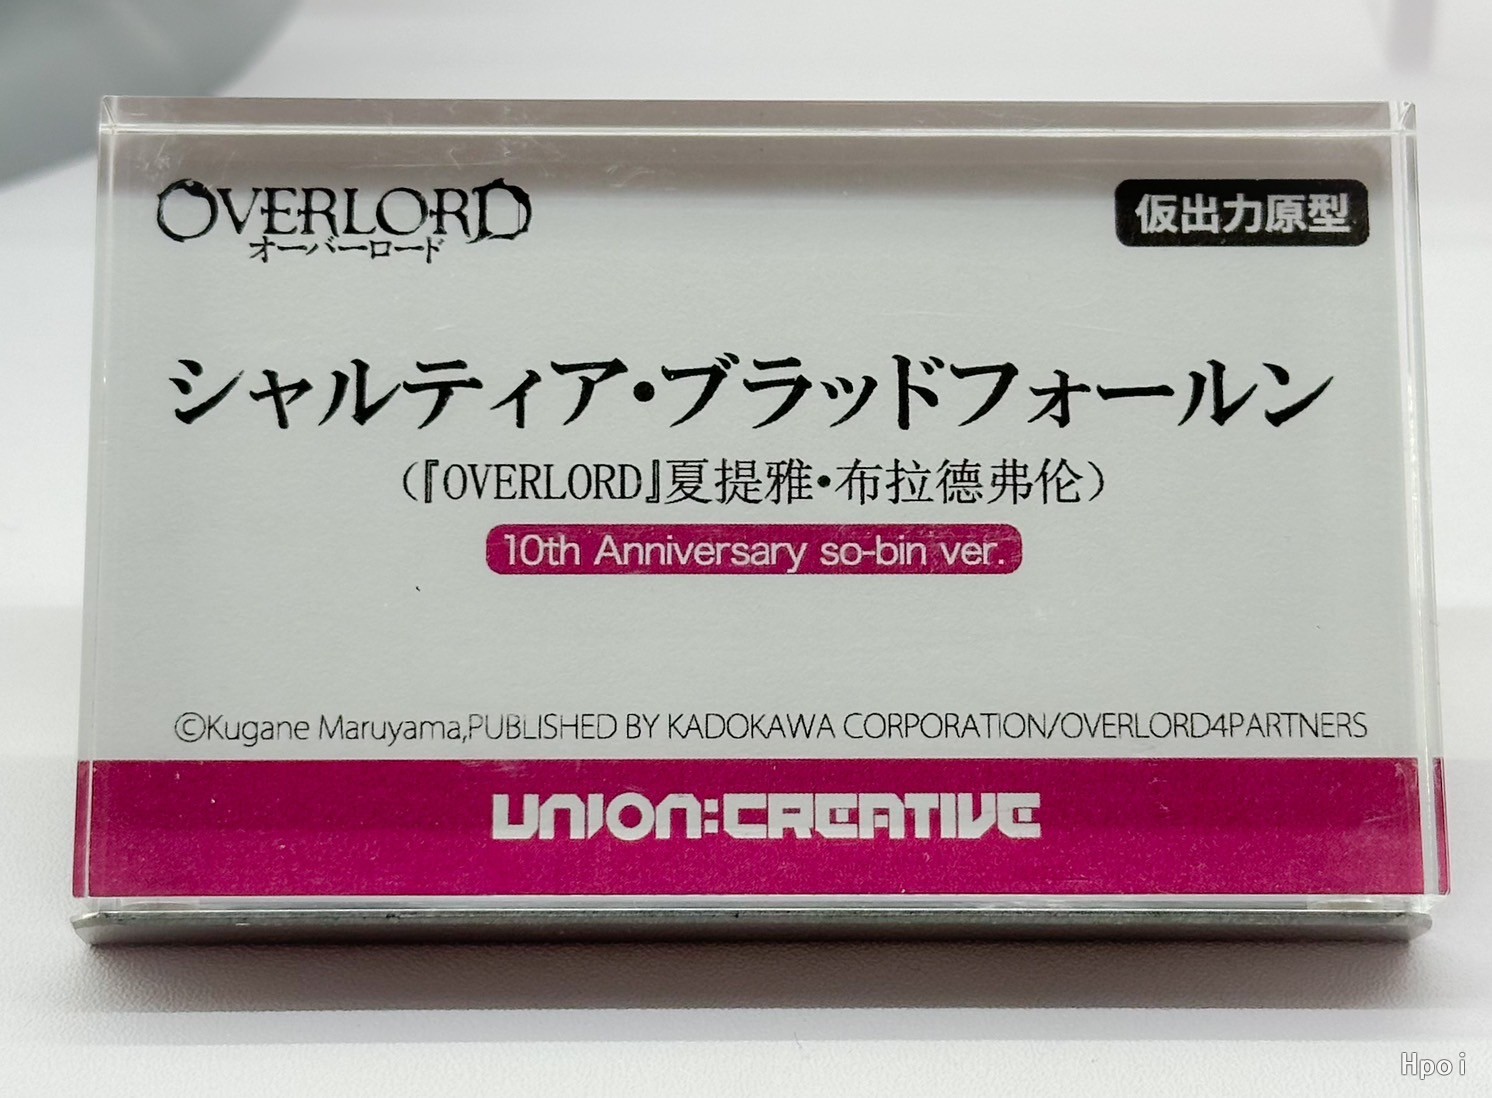 OVERLORD
オーバーロード
仮出力原型
シャルティア・ブラッドフォールン
(『OVERLORD』夏提雅・布拉德弗伦)
10th Anniversary so-bin ver.
©Kugane Maruyama,PUBLISHED BY KADOKAWA CORPORATION/OVERLORD4PARTNERS
UNION:CREATIVE
Hpoi